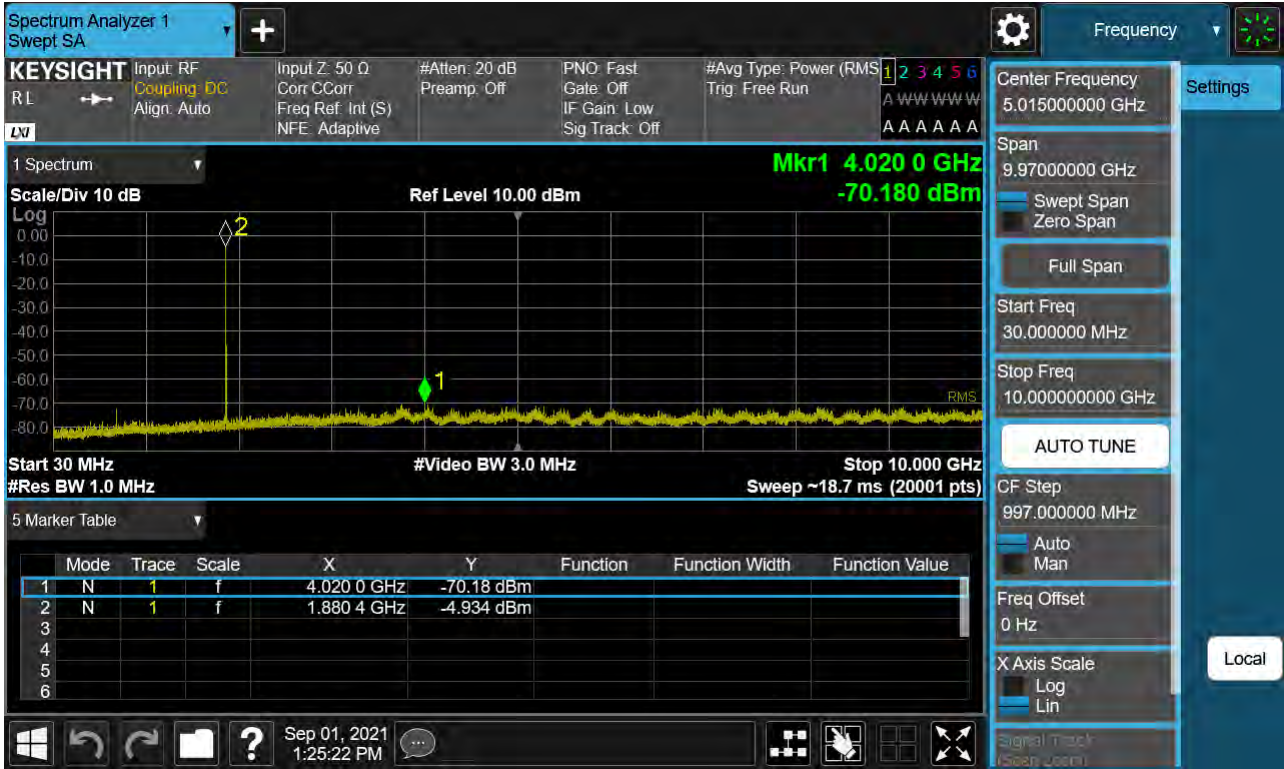 Spectrum Analyzer 1
Swept SA
+
Frequency
KEYSIGHT
R L
LXI
Input: RF
Coupling: DC
Align: Auto
Input Z: 50 Ω
Corr CCorr
Freq Ref: Int (S)
NFE: Adaptive
#Atten: 20 dB
Preamp: Off
PNO: Fast
Gate: Off
IF Gain: Low
Sig Track: Off
#Avg Type: Power (RMS
Trig: Free Run
1 2 3 4 5 6
A W W W W W
A A A A A A
1 Spectrum
Scale/Div 10 dB
Ref Level 10.00 dBm
Mkr1 4.020 0 GHz
-70.180 dBm
Log
0.00
-10.0
-20.0
-30.0
-40.0
-50.0
-60.0
-70.0
-80.0
2
1
RMS
Start 30 MHz
#Video BW 3.0 MHz
Stop 10.000 GHz
#Res BW 1.0 MHz
Sweep ~18.7 ms (20001 pts)
5 Marker Table
Mode Trace Scale X Y Function Function Width Function Value
1 N 1 f 4.020 0 GHz -70.18 dBm
2 N 1 f 1.880 4 GHz -4.934 dBm
3
4
5
6
Sep 01, 2021
1:25:22 PM
?
Center Frequency
5.015000000 GHz
Span
9.97000000 GHz
Swept Span
Zero Span
Full Span
Start Freq
30.000000 MHz
Stop Freq
10.000000000 GHz
AUTO TUNE
CF Step
997.000000 MHz
Auto
Man
Freq Offset
0 Hz
X Axis Scale
Log
Lin
Signal Track
(Span Zoom)
Settings
Local